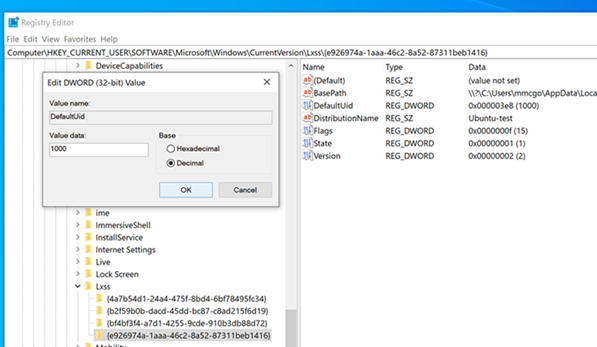 Registry Editor
File Edit View Favorites Help
Computer\HKEY_CURRENT_USER\SOFTWARE\Microsoft\Windows\CurrentVersion\Lxss\{e926974a-1aaa-46c2-8a52-87311beb1416}
DeviceCapabilities
Edit DWORD (32-bit) Value
Value name:
DefaultUid
Value data:
1000
Base
Hexadecimal
Decimal
OK
Cancel
ime
ImmersiveShell
InstallService
Internet Settings
Live
Lock Screen
Lxss
{4a7b54d1-24a4-475f-8bd4-6bf78495fc34}
{b2f59b0b-dacd-45dd-bc87-c8ad215f6d19}
{bf4bf3f4-a7d1-4255-9cde-910b3db88d72}
{e926974a-1aaa-46c2-8a52-87311beb1416}
Name Type Data
(Default) REG_SZ (value not set)
BasePath REG_SZ \\?\C:\Users\mmcgo\AppData\Loca
DefaultUid REG_DWORD 0x000003e8 (1000)
DistributionName REG_SZ Ubuntu-test
Flags REG_DWORD 0x0000000f (15)
State REG_DWORD 0x00000001 (1)
Version REG_DWORD 0x00000002 (2)